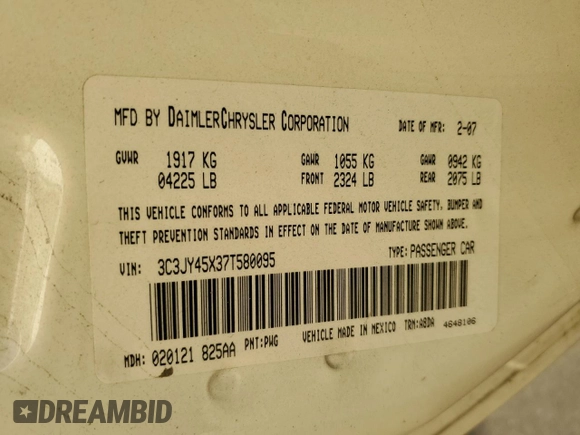 MFD BY DAIMLERCHRYSLER CORPORATION DATE OF MFR: 2-07
GVWR 1917 KG GAWR 1055 KG GAWR 0942 KG
04225 LB FRONT 2324 LB REAR 2075 LB
THIS VEHICLE CONFORMS TO ALL APPLICABLE FEDERAL MOTOR VEHICLE SAFETY, BUMPER AND
THEFT PREVENTION STANDARDS IN EFFECT ON THE DATE OF MANUFACTURE SHOWN ABOVE.
VIN: 3C3JY45X37T580095 TYPE: PASSENGER CAR
MDH: 020121 825AA PNT: PWG VEHICLE MADE IN MEXICO TRM: A8DA 4648106
DREAMBID